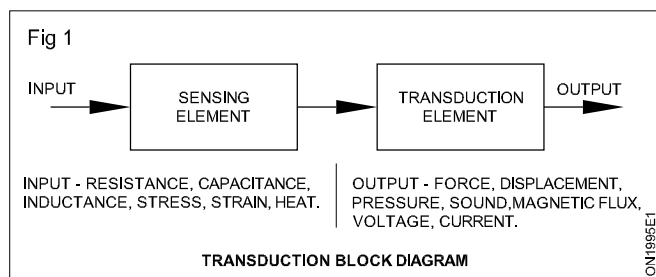 Fig 1
INPUT
SENSING
ELEMENT
TRANSDUCTION
ELEMENT
OUTPUT
INPUT - RESISTANCE, CAPACITANCE,
INDUCTANCE, STRESS, STRAIN, HEAT.
OUTPUT - FORCE, DISPLACEMENT,
PRESSURE, SOUND,MAGNETIC FLUX,
VOLTAGE, CURRENT.
TRANSDUCTION BLOCK DIAGRAM
ON1995E1